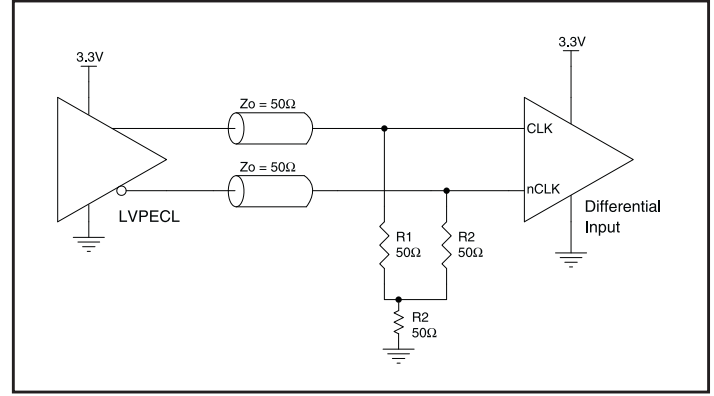 3.3V
3.3V
Zo = 50Ω
CLK
Zo = 50Ω
nCLK
LVPECL
Differential
Input
R1
50Ω
R2
50Ω
R2
50Ω